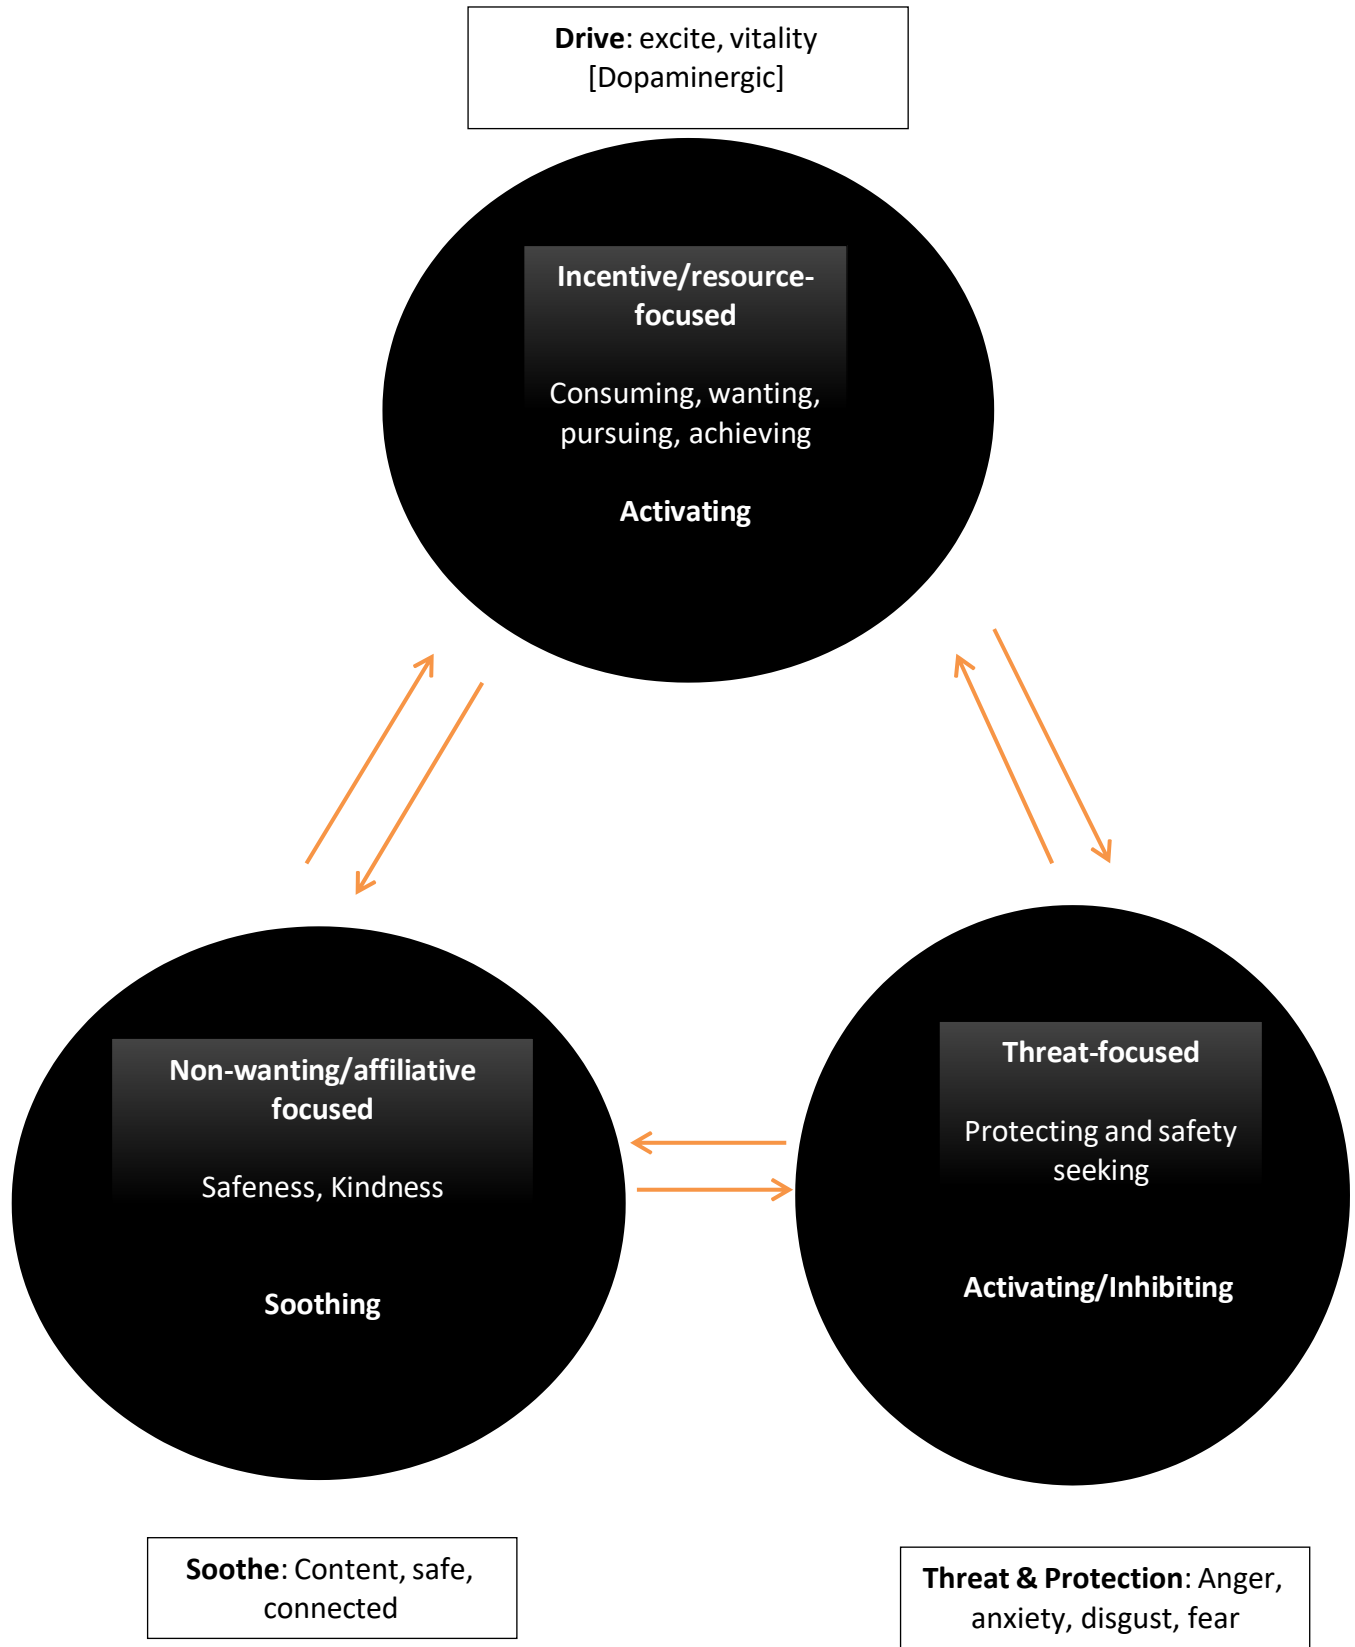 Drive: excite, vitality
[Dopaminergic]
Incentive/resource-
focused
Consuming, wanting,
pursuing, achieving
Activating
Non-wanting/affiliative
focused
Safeness, Kindness
Soothing
Threat-focused
Protecting and safety
seeking
Activating/Inhibiting
Soothe: Content, safe,
connected
Threat & Protection: Anger,
anxiety, disgust, fear